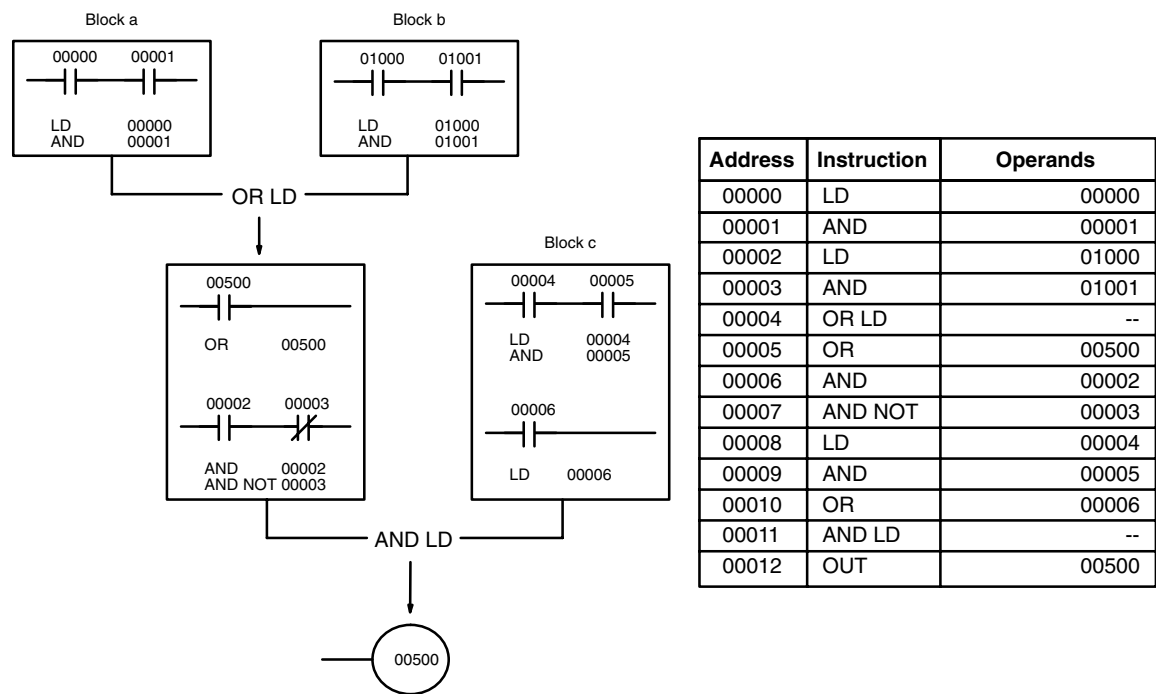 Block a
Block b
00000 00001
LD 00000
AND 00001
01000 01001
LD 01000
AND 01001
OR LD
Block c
00500
OR 00500
00002 00003
AND 00002
AND NOT 00003
00004 00005
LD 00004
AND 00005
00006
LD 00006
AND LD
00500
Address Instruction Operands
00000 LD 00000
00001 AND 00001
00002 LD 01000
00003 AND 01001
00004 OR LD --
00005 OR 00500
00006 AND 00002
00007 AND NOT 00003
00008 LD 00004
00009 AND 00005
00010 OR 00006
00011 AND LD --
00012 OUT 00500